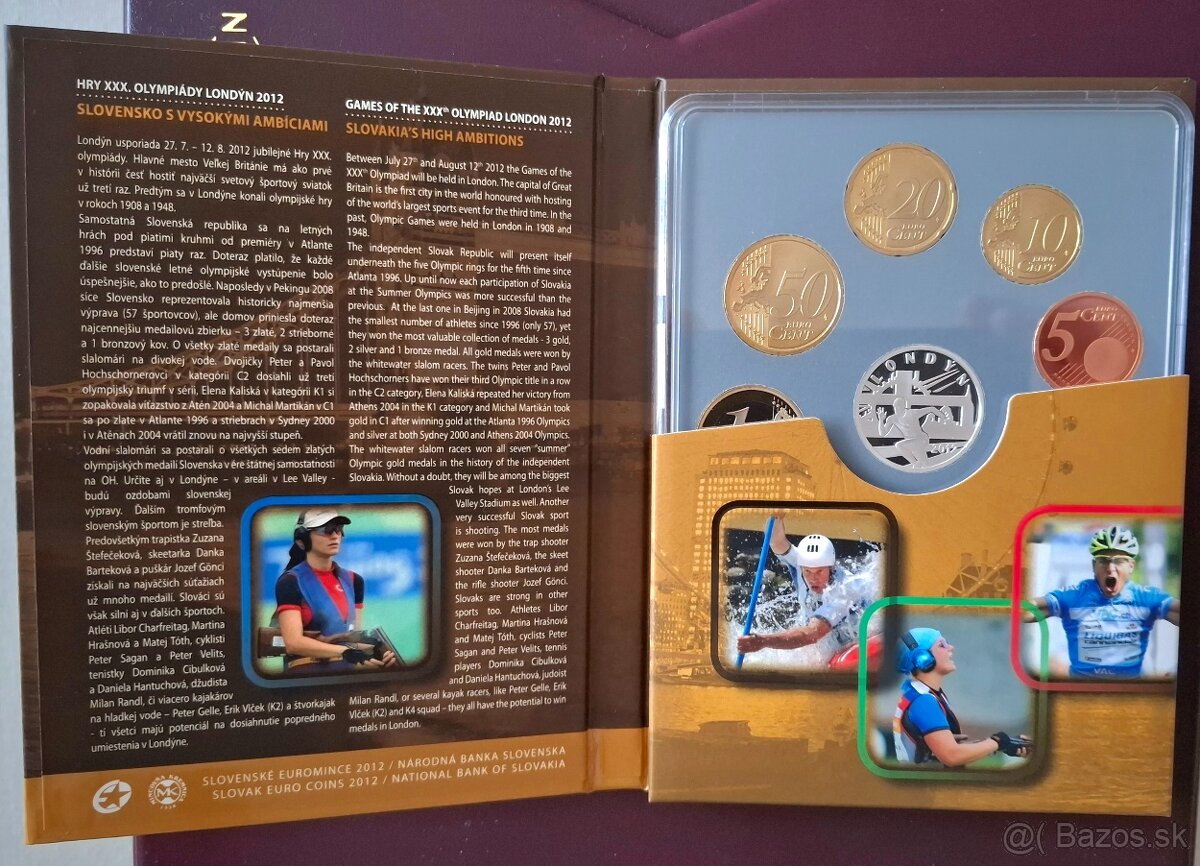 HRY XXX. OLYMPIÁDY LONDÝN 2012
SLOVENSKO S VYSOKÝMI AMBÍCIAMI
Londýn usporiada 27. 7. – 12. 8. 2012 jubilejné Hry XXX.
olympiády. Hlavné mesto Veľkej Británie má ako prvé
v histórii česť hostiť najväčší svetový športový sviatok
už tretí raz. Predtým sa v Londýne konali olympijské hry
v rokoch 1908 a 1948.
Samostatná Slovenská republika sa na letných
hrách pod piatimi kruhmi od premiéry v Atlante
1996 predstaví piaty raz. Doteraz platilo, že každé
ďalšie slovenské letné olympijské vystúpenie bolo
úspešnejšie, ako to predošlé. Naposledy v Pekingu 2008
síce Slovensko reprezentovala historicky najmenšia
výprava (57 športovcov), ale domov priniesla doteraz
najcennejšiu medailovú zbierku – 3 zlaté, 2 strieborné
a 1 bronzový kov. O všetky zlaté medaily sa postarali
slalomári na divokej vode. Dvojičky Peter a Pavol
Hochschornerovci v kategórii C2 dosiahli už tretí
olympijský triumf v sérii, Elena Kaliská v kategórii K1 si
zopakovala víťazstvo z Atén 2004 a Michal Martikán v C1
sa po zlate v Atlante 1996 a striebrach v Sydney 2000
i v Aténach 2004 vrátil znovu na najvyšší stupeň.
Vodní slalomári sa postarali o všetkých sedem zlatých
olympijských medailí Slovenska v ére štátnej samostatnosti
na OH. Určite aj v Londýne – v areáli v Lee Valley -
budú ozdobami slovenskej
výpravy. Ďalším tromfovým
slovenským športom je streľba.
Predovšetkým trapistka Zuzana
Štefečeková, skeetarka Danka
Barteková a puškár Jozef Gönci
získali na najväčších súťažiach
už mnoho medailí. Slováci sú
však silní aj v ďalších športoch.
Atléti Libor Charfreitag, Martina
Hrašnová a Matej Tóth, cyklisti
Peter Sagan a Peter Velits,
tenistky Dominika Cibulková
a Daniela Hantuchová, džudista
Milan Randl, či viacero kajakárov
na hladkej vode – Peter Gelle, Erik Vlček (K2) a štvorkajak
- tí všetci majú potenciál na dosiahnutie popredného
umiestenia v Londýne.
GAMES OF THE XXXth OLYMPIAD LONDON 2012
SLOVAKIA'S HIGH AMBITIONS
Between July 27th and August 12th 2012 the Games of the
XXXth Olympiad will be held in London. The capital of Great
Britain is the first city in the world honoured with hosting
of the world's largest sports event for the third time. In the
past, Olympic Games were held in London in 1908 and
1948.
The independent Slovak Republic will present itself
underneath the five Olympic rings for the fifth time since
Atlanta 1996. Up until now each participation of Slovakia
at the Summer Olympics was more successful than the
previous. At the last one in Beijing in 2008 Slovakia had
the smallest number of athletes since 1996 (only 57), yet
they won the most valuable collection of medals - 3 gold,
2 silver and 1 bronze medal. All gold medals were won by
the whitewater slalom racers. The twins Peter and Pavol
Hochschorners have won their third Olympic title in a row
in the C2 category, Elena Kaliská repeated her victory from
Athens 2004 in the K1 category and Michal Martikán took
gold in C1 after winning gold at the Atlanta 1996 Olympics
and silver at both Sydney 2000 and Athens 2004 Olympics.
The whitewater slalom racers won all seven "summer"
Olympic gold medals in the history of the independent
Slovakia. Without a doubt, they will be among the biggest
Slovak hopes at London's Lee
Valley Stadium as well. Another
very successful Slovak sport
is shooting. The most medals
were won by the trap shooter
Zuzana Štefečeková, the skeet
shooter Danka Barteková and
the rifle shooter Jozef Gönci.
Slovaks are strong in other
sports too. Athletes Libor
Charfreitag, Martina Hrašnová
and Matej Tóth, cyclists Peter
Sagan and Peter Velits, tennis
players Dominika Cibulková
and Daniela Hantuchová, judoist
Milan Randl, or several kayak racers, like Peter Gelle, Erik
Vlček (K2) and K4 squad – they all have the potential to win
medals in London.
SLOVENSKÉ EUROMINCE 2012 / NÁRODNÁ BANKA SLOVENSKA
SLOVAK EURO COINS 2012 / NATIONAL BANK OF SLOVAKIA
MINCOVŇA KREMNICA
MK
20
EURO
CENT
10
EURO
CENT
50
EURO
CENT
5
EURO
CENT
1
LONDÝN
2012
LIQUIGAS
@( Bazos.sk